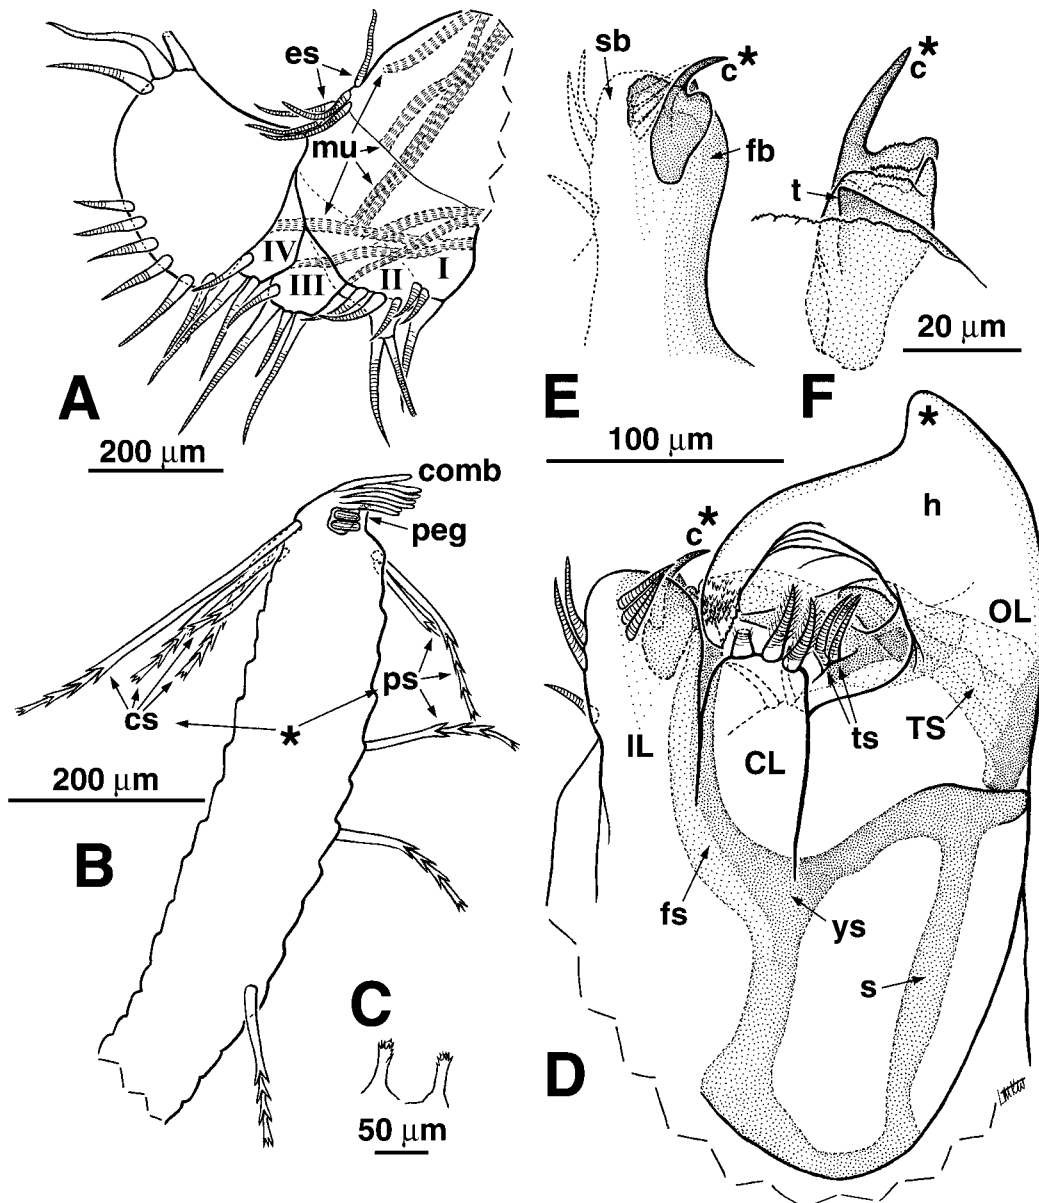 es
mu
IV
III
II
I
A
200 μm
sb
c*
fb
E
100 μm
c*
t
20 μm
F
comb
peg
cs
*
ps
200 μm
B
C
50 μm
*
h
c*
OL
IL
CL
ts
TS
fs
ys
s
D